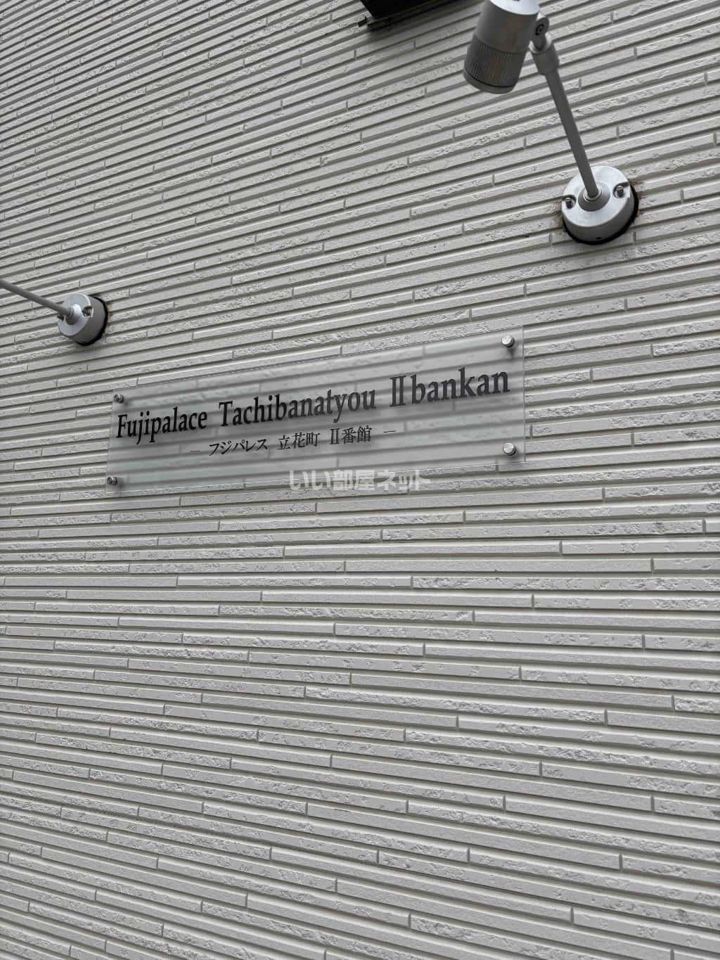 Fujipalace Tachibanatyou Ⅱbankan
— フジパレス 立花町 Ⅱ番館 —
いい部屋ネット